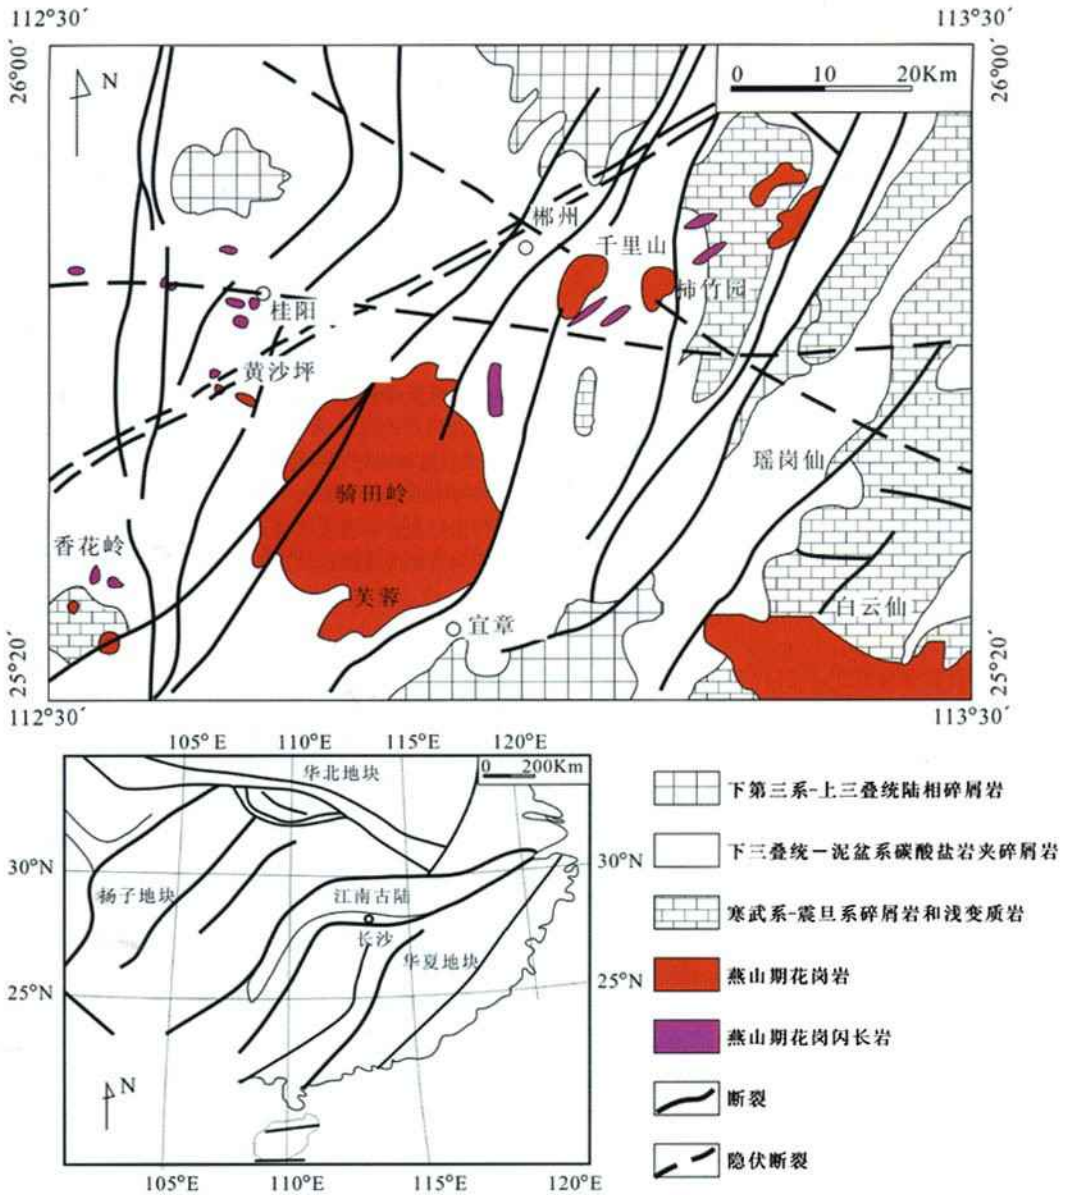 112°30′
113°30′
26°00′
26°00′
N
0 10 20Km
郴州
千里山
柿竹园
桂阳
黄沙坪
瑶岗仙
骑田岭
香花岭
芙蓉
白云仙
宜章
25°20′
25°20′
112°30′
113°30′
105°E 110°E 115°E 120°E
0 200Km
华北地块
30°N
30°N
扬子地块
江南古陆
长沙
华夏地块
25°N
25°N
N
105°E 110°E 115°E 120°E
下第三系-上三叠统陆相碎屑岩
下三叠统－泥盆系碳酸盐岩夹碎屑岩
寒武系-震旦系碎屑岩和浅变质岩
燕山期花岗岩
燕山期花岗闪长岩
断裂
隐伏断裂